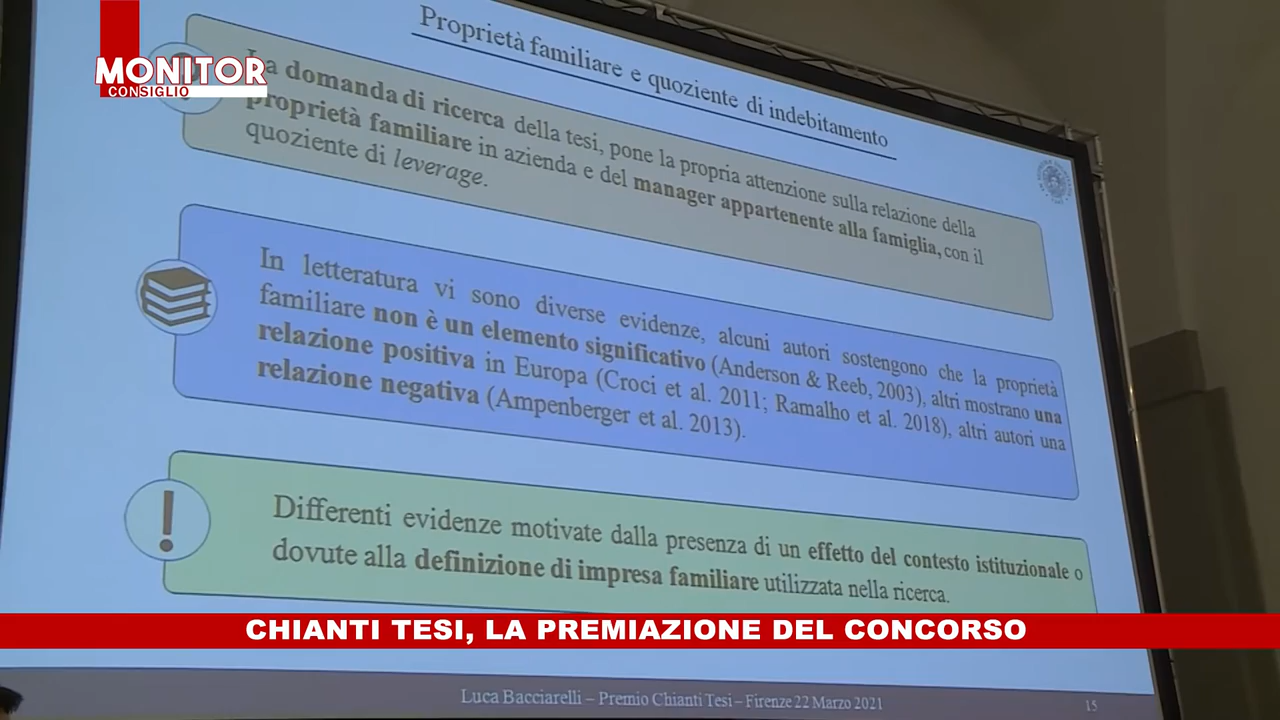 MONITOR
CONSIGLIO
Proprietà familiare e quoziente di indebitamento
La domanda di ricerca della tesi, pone la propria attenzione sulla relazione della
proprietà familiare in azienda e del manager appartenente alla famiglia, con il
quoziente di leverage.
In letteratura vi sono diverse evidenze, alcuni autori sostengono che la proprietà
familiare non è un elemento significativo (Anderson & Reeb, 2003), altri mostrano una
relazione positiva in Europa (Croci et al. 2011; Ramalho et al. 2018), altri autori una
relazione negativa (Ampenberger et al. 2013).
!
Differenti evidenze motivate dalla presenza di un effetto del contesto istituzionale o
dovute alla definizione di impresa familiare utilizzata nella ricerca.
CHIANTI TESI, LA PREMIAZIONE DEL CONCORSO
Luca Bacciarelli – Premio Chianti Tesi – Firenze 22 Marzo 2021
15